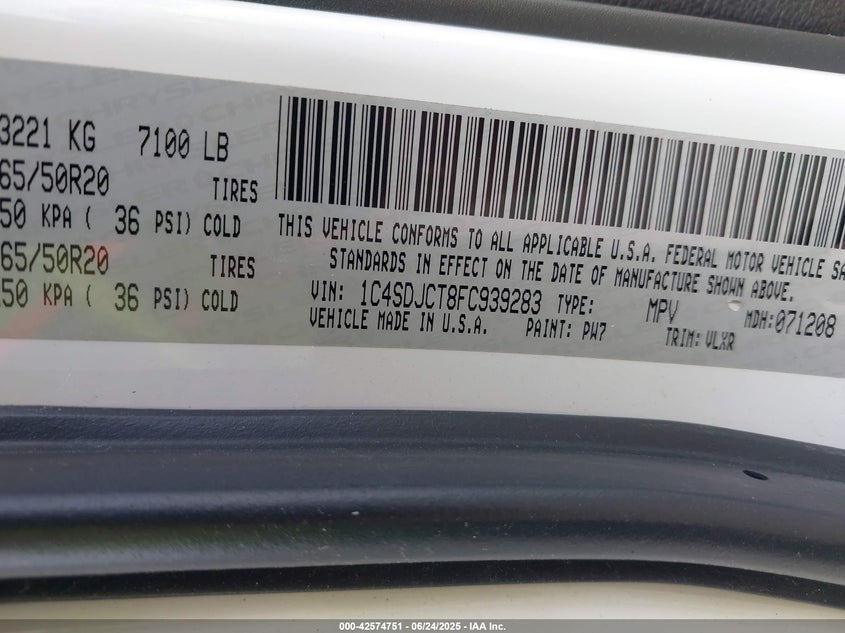 3221 KG 7100 LB
65/50R20 TIRES
50 KPA ( 36 PSI) COLD
65/50R20 TIRES
250 KPA ( 36 PSI) COLD
THIS VEHICLE CONFORMS TO ALL APPLICABLE U.S.A. FEDERAL MOTOR VEHICLE SA
STANDARDS IN EFFECT ON THE DATE OF MANUFACTURE SHOWN ABOVE.
VIN: 1C4SDJCT8FC939283 TYPE: MPV MDH:071208
VEHICLE MADE IN U.S.A. PAINT: PW7 TRIM: VLXR
000-42574751 | 06/24/2025 - IAA Inc.